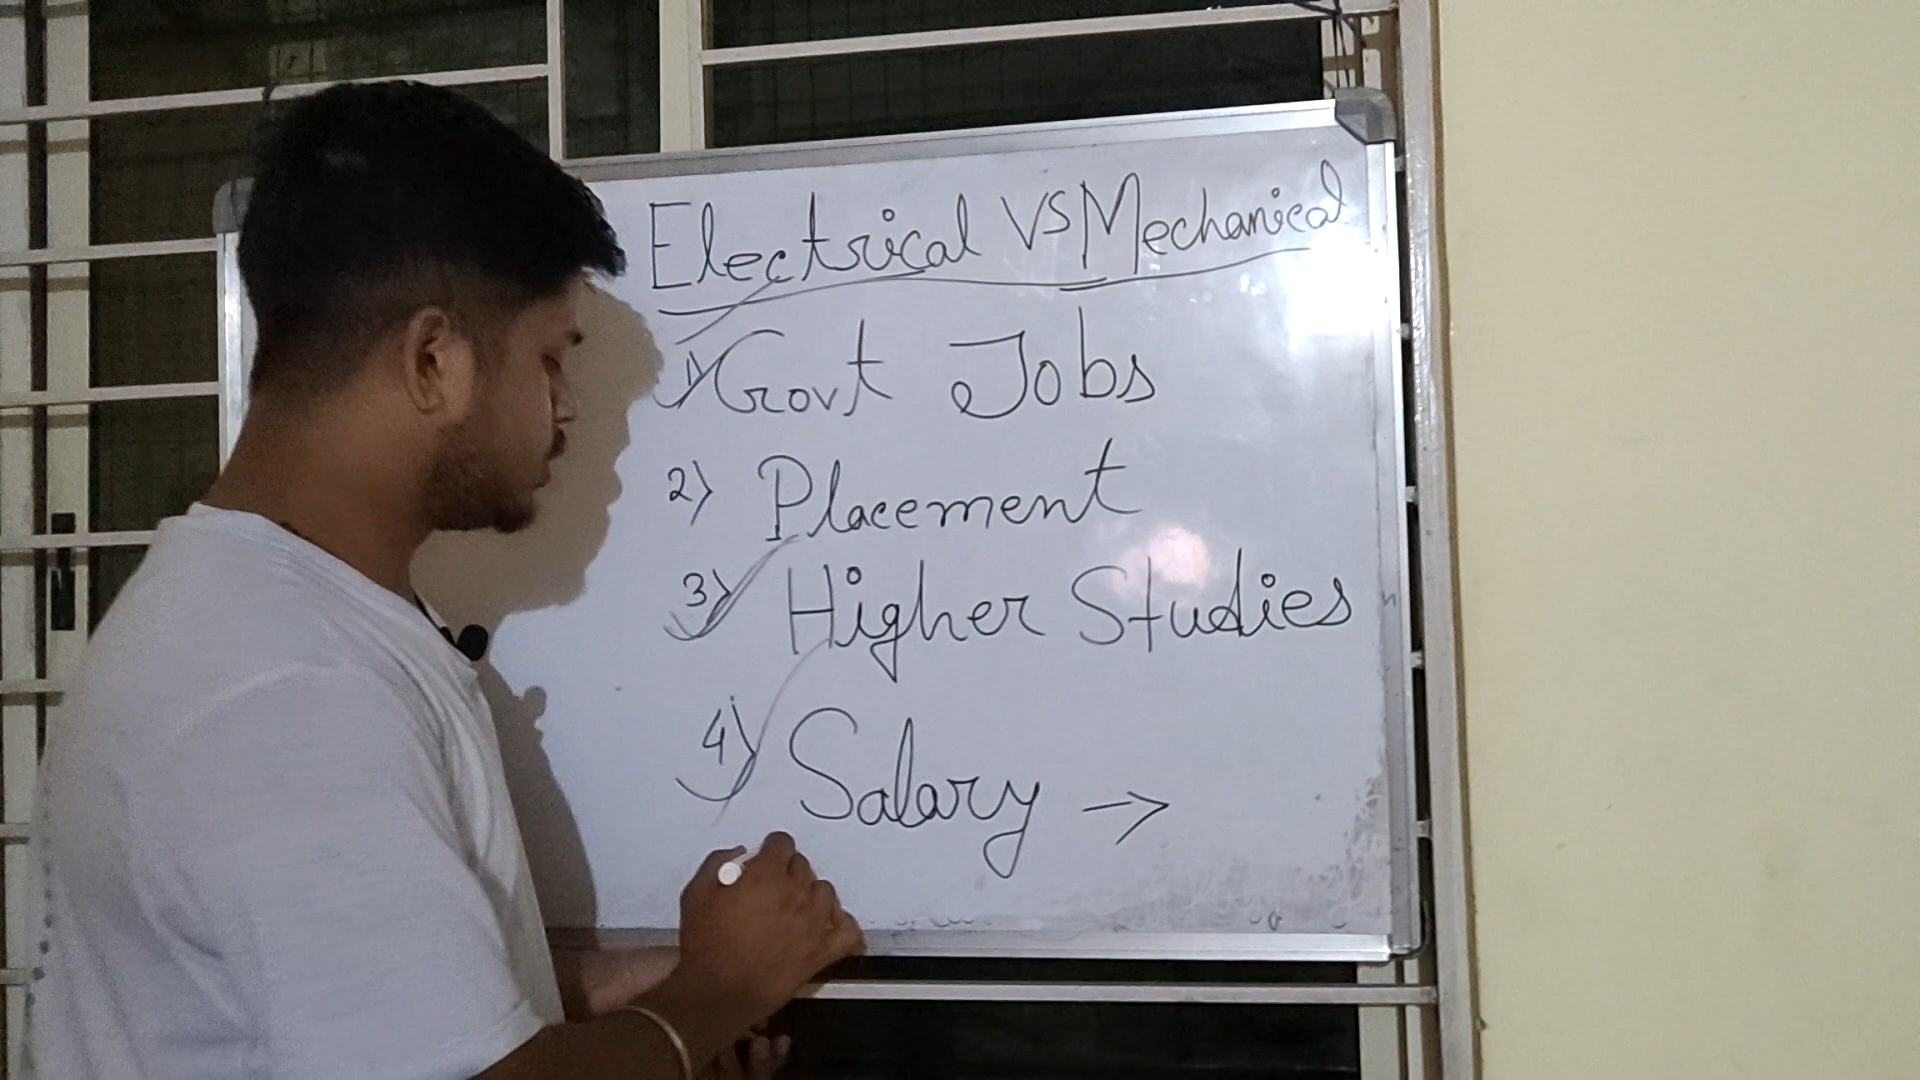 Electrical VS Mechanical
1) Govt Jobs
2) Placement
3) Higher Studies
4) Salary →